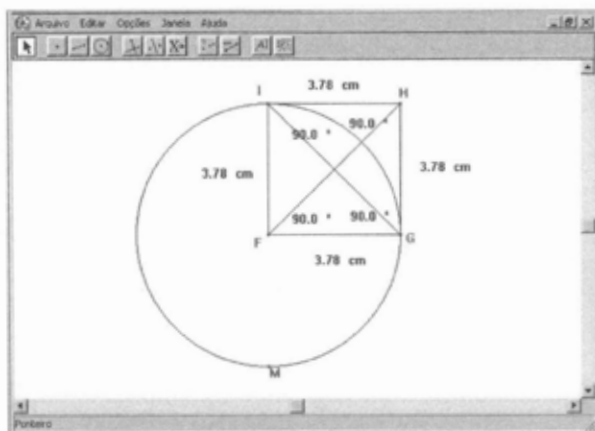 Arquivo Editar Opções Janela Ajuda
3.78 cm
I H
90.0 ° 90.0 °
3.78 cm 3.78 cm
90.0 ° 90.0 °
F G
3.78 cm
M
Ponteiro